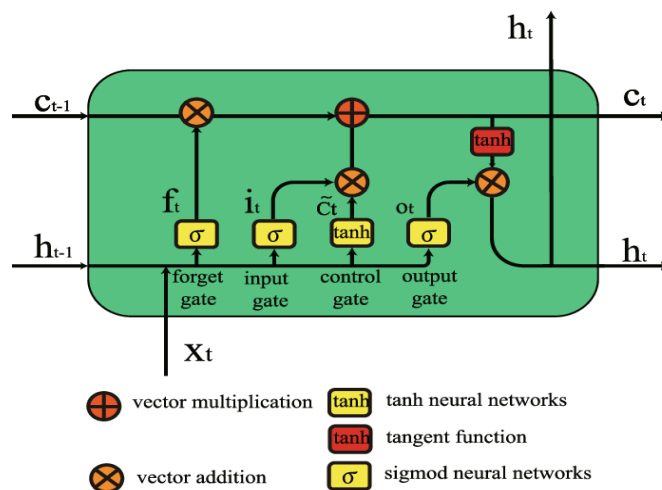 hₜ
cₜ₋₁
cₜ
tanh
fₜ
iₜ
c̃ₜ
oₜ
σ
σ
tanh
σ
hₜ₋₁
hₜ
forget gate
input gate
control gate
output gate
xₜ
vector multiplication
tanh
tanh neural networks
tanh
tangent function
vector addition
σ
sigmod neural networks